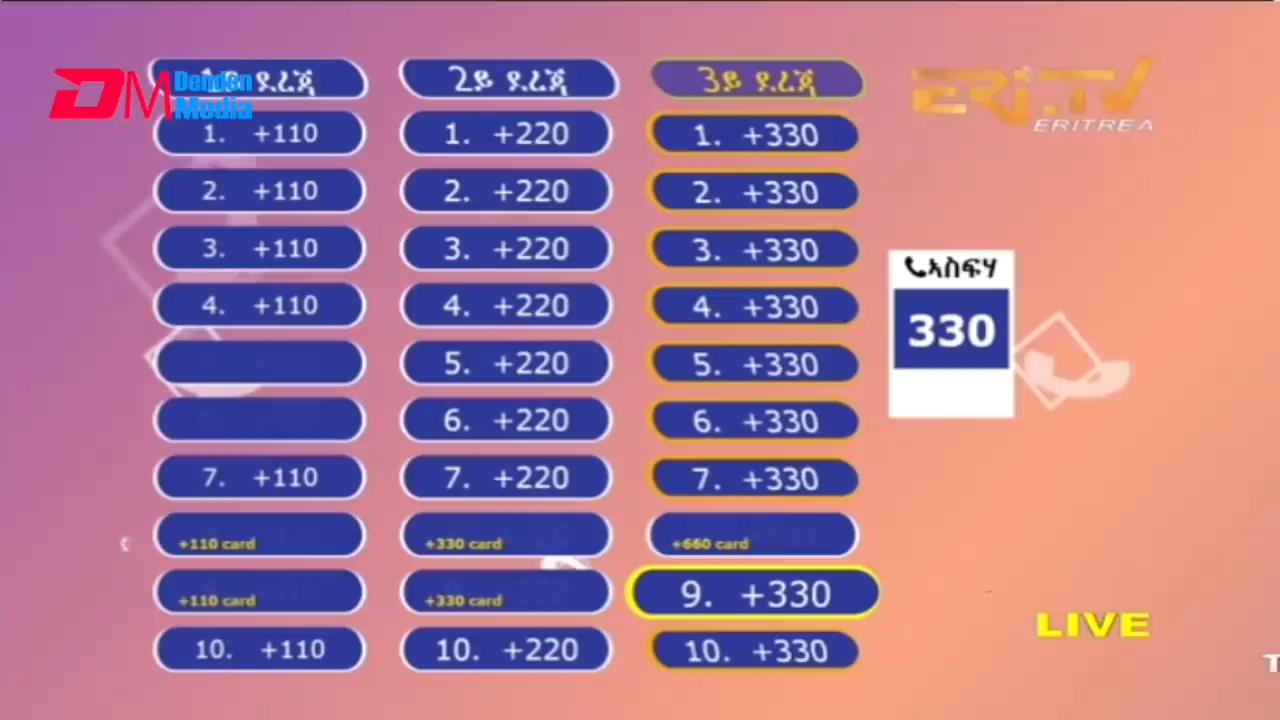 DM Denden Media
ERi.TV
ERITREA
1ይ ደረጃ 2ይ ደረጃ 3ይ ደረጃ
1. +110 1. +220 1. +330
2. +110 2. +220 2. +330
3. +110 3. +220 3. +330
4. +110 4. +220 4. +330
5. +220 5. +330
6. +220 6. +330
7. +110 7. +220 7. +330
+110 card +330 card +660 card
+110 card +330 card 9. +330
10. +110 10. +220 10. +330
ኣስፍሃ
330
LIVE